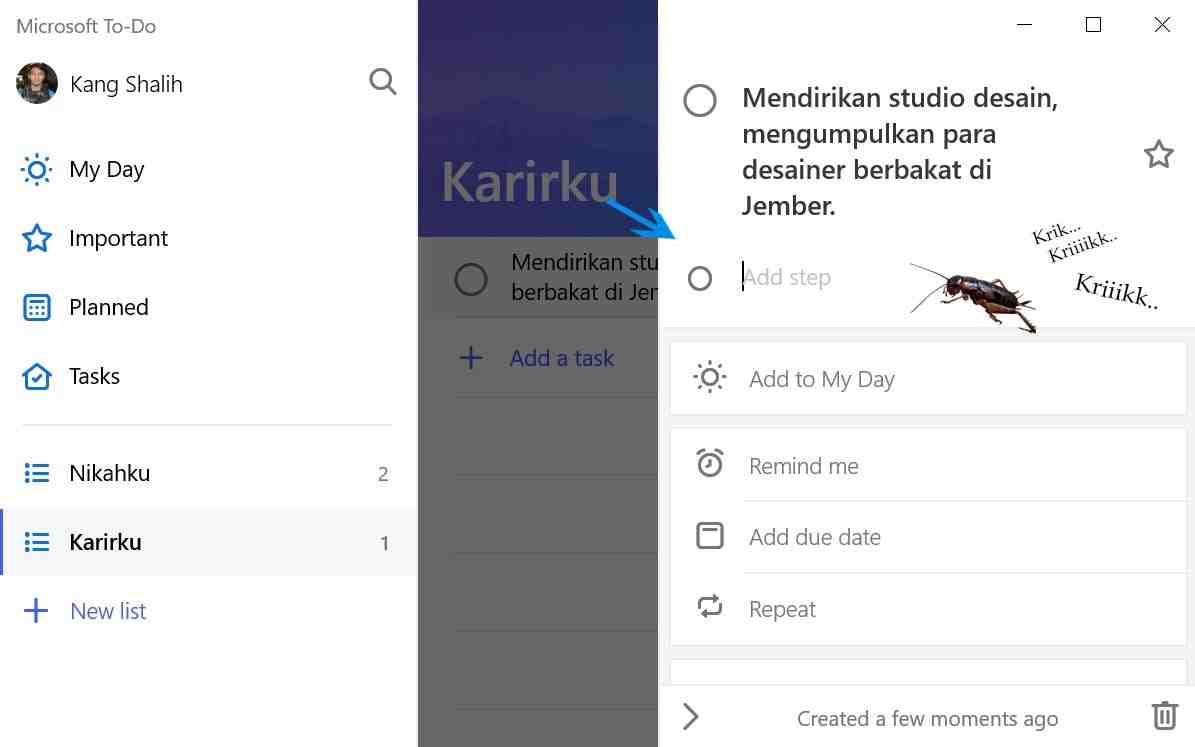 Microsoft To-Do
Kang Shalih
My Day
Important
Planned
Tasks
Nikahku 2
Karirku 1
New list
Karirku
Mendirikan stu
berbakat di Jer
Add a task
Mendirikan studio desain,
mengumpulkan para
desainer berbakat di
Jember.
Krik...
Kriiiikk..
Kriiikk..
Add step
Add to My Day
Remind me
Add due date
Repeat
Created a few moments ago